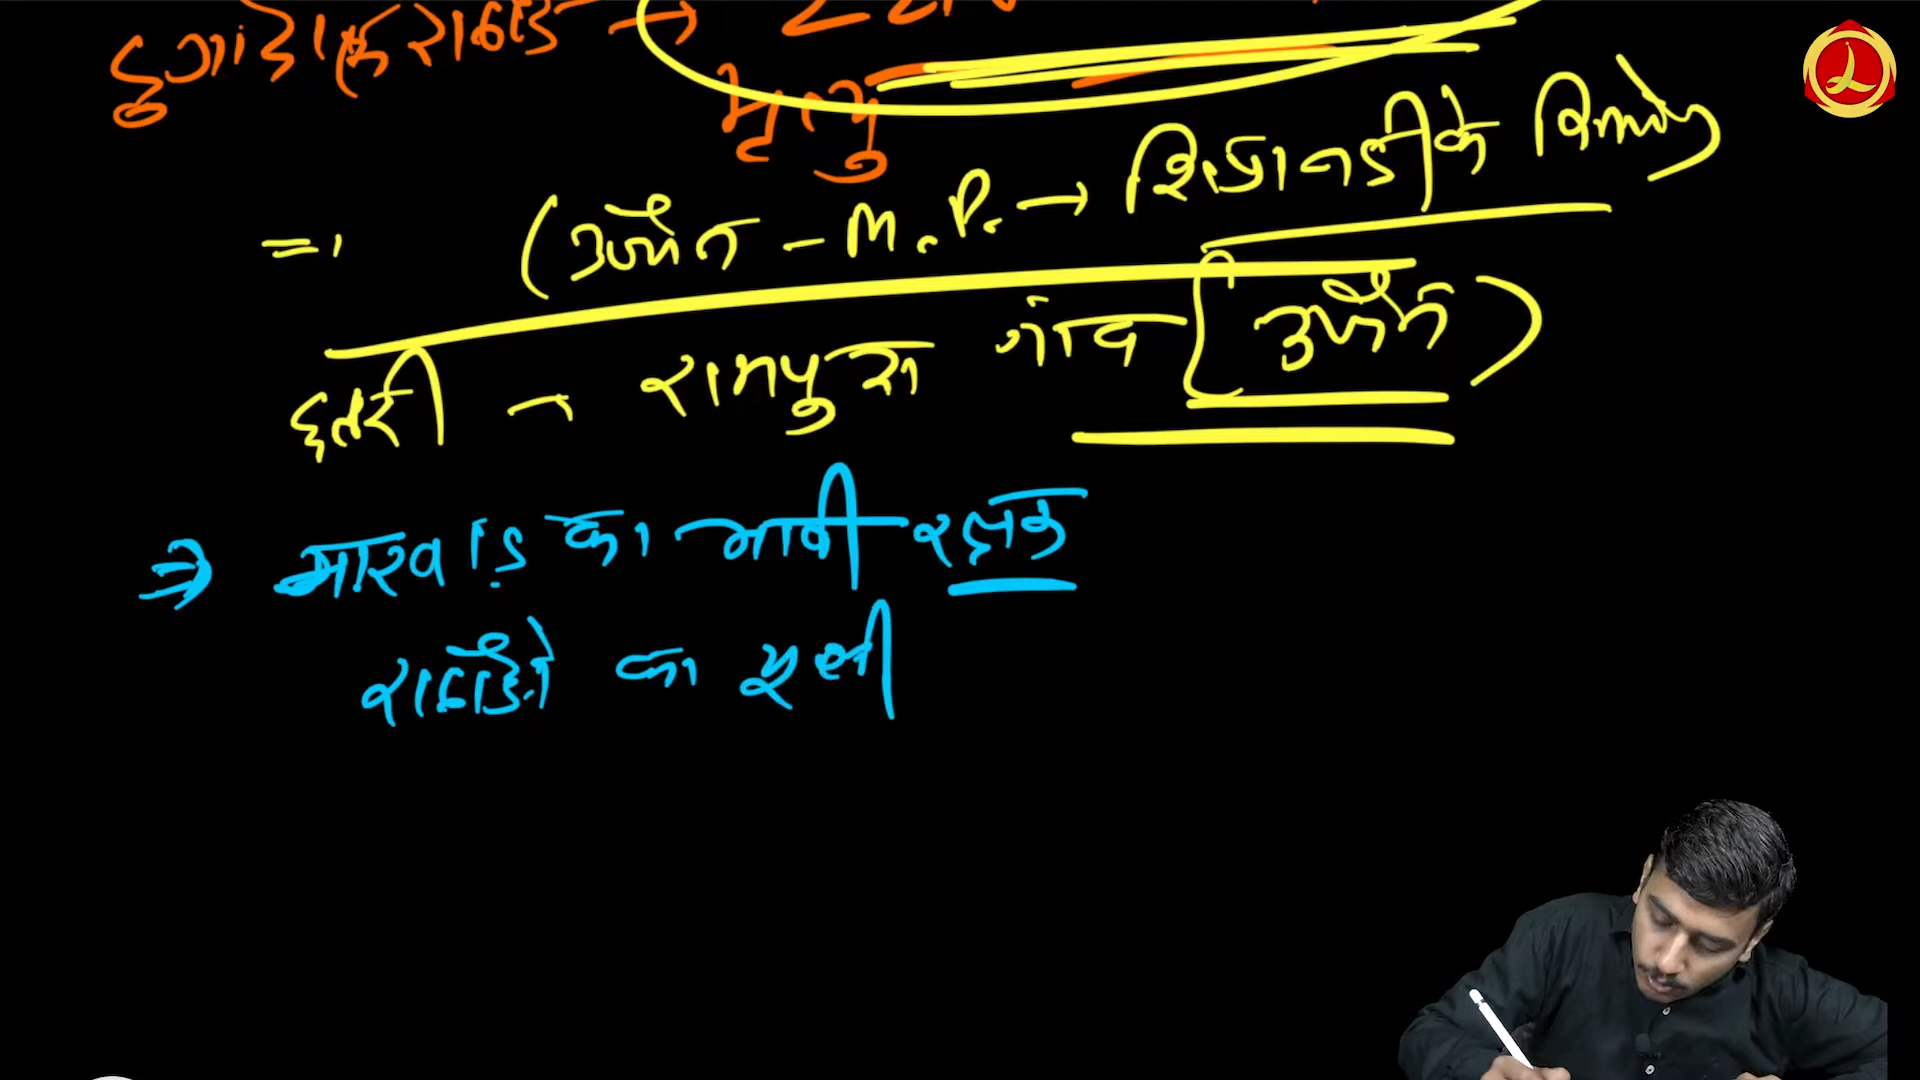 दुर्गादास राठौड़ →
मृत्यु
=> (उज्जैन - M.P. → शिप्रा नदी के किनारे
छतरी - रामपुरा गांव [उज्जैन)
⇒ मारवाड़ का भावी रक्षक
राठौड़ो का